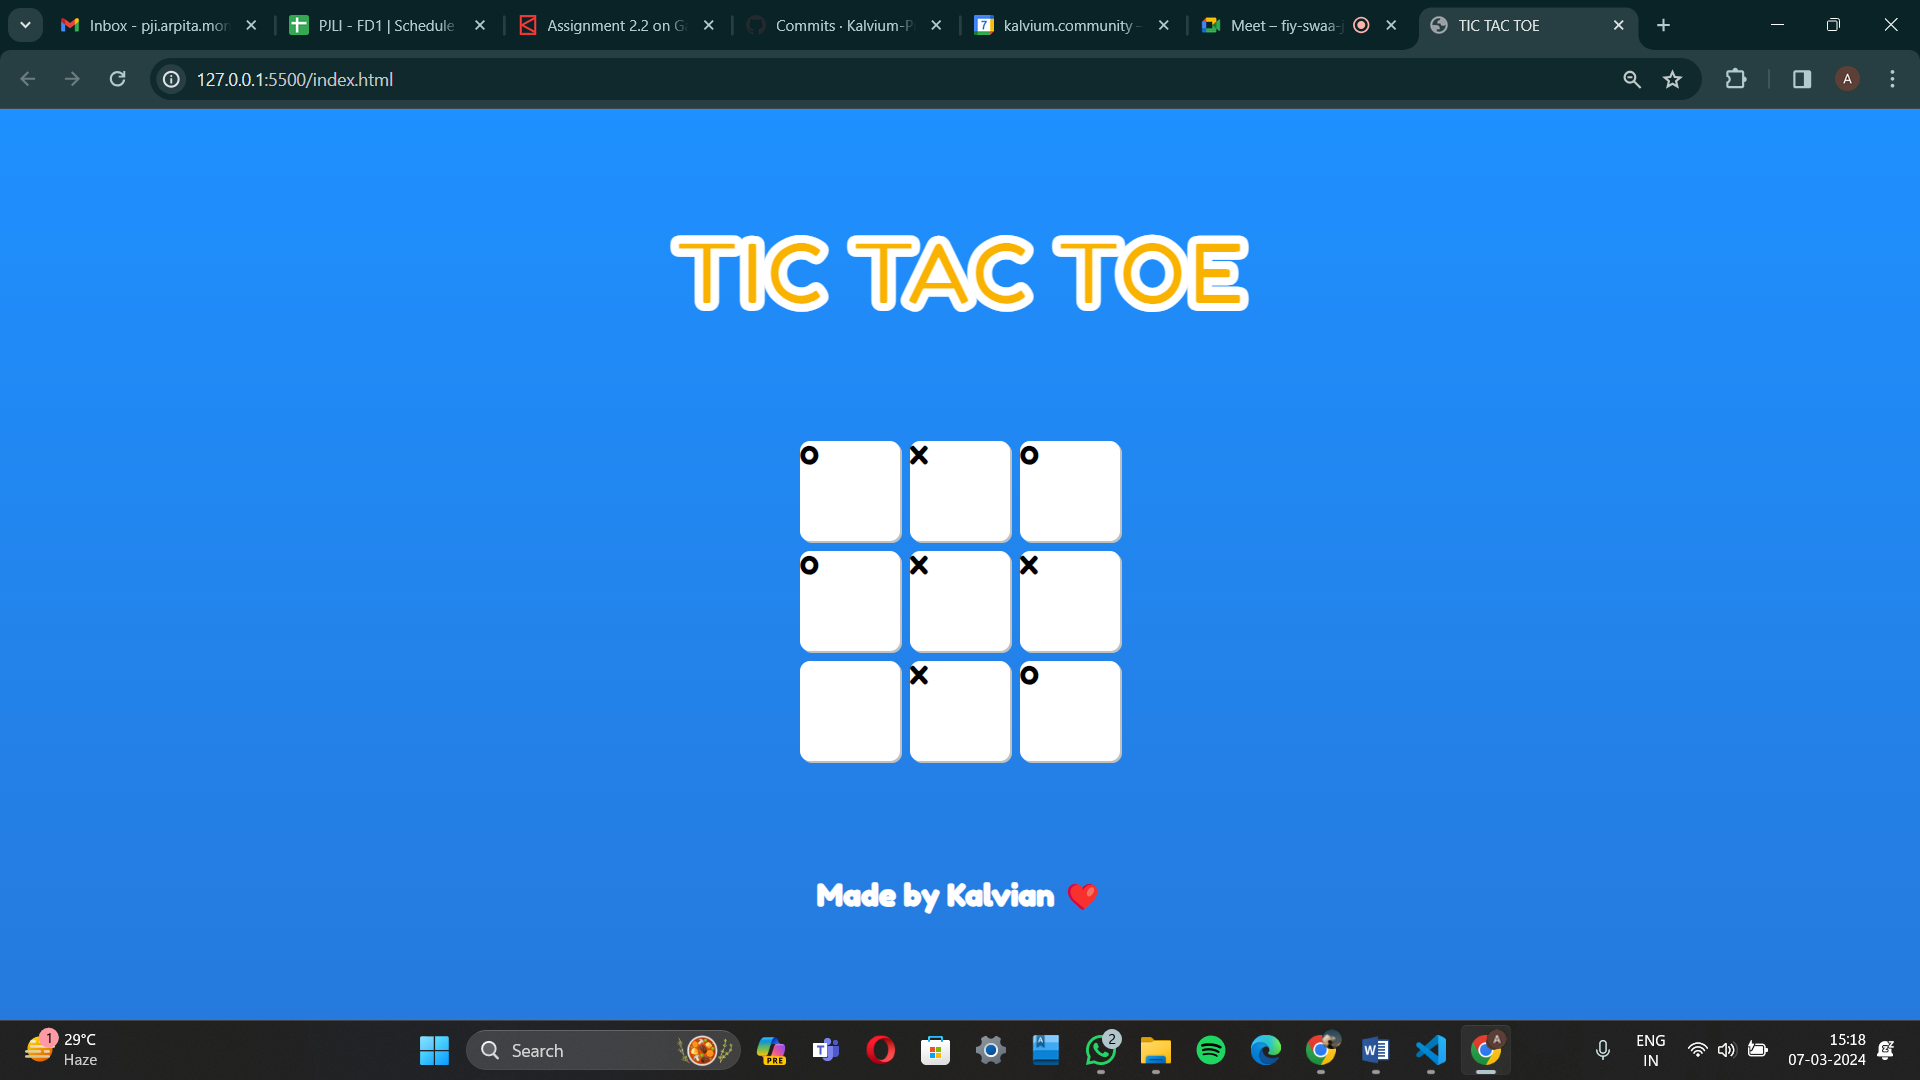 Inbox - pji.arpita.mon
PJLI - FD1 | Schedule
Assignment 2.2 on G
Commits · Kalvium-P
kalvium.community -
Meet – fiy-swaa-j
TIC TAC TOE
127.0.0.1:5500/index.html
A
TIC TAC TOE
O X O
O X X
X O
Made by Kalvian ❤️
1
29°C
Haze
Search
PRE
2
A
ENG
IN
15:18
07-03-2024